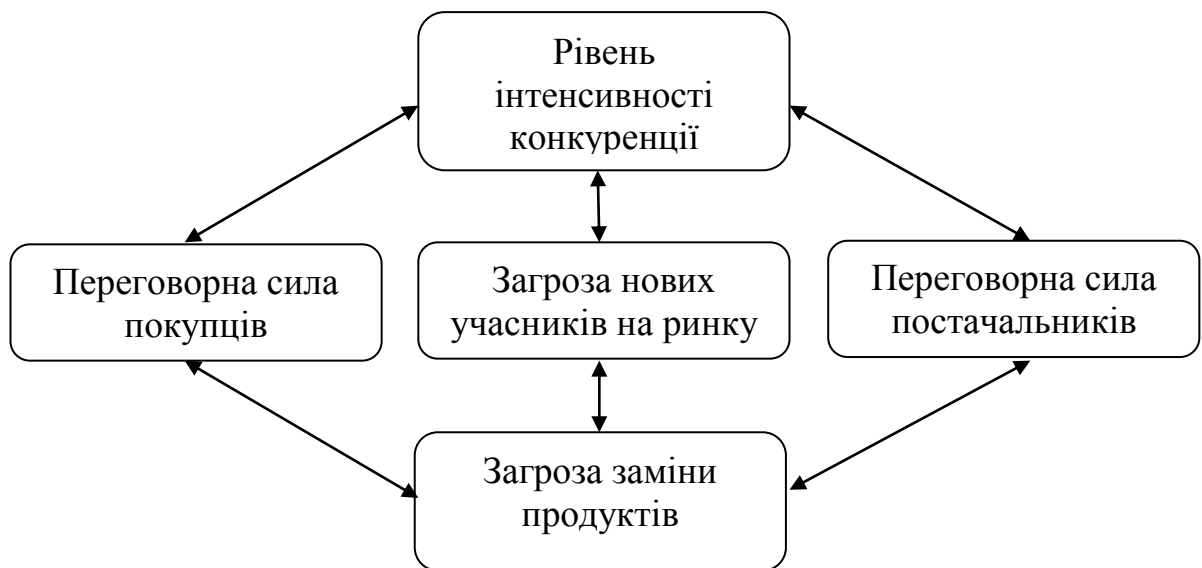 Рівень
інтенсивності
конкуренції
Переговорна сила
покупців
Загроза нових
учасників на ринку
Переговорна сила
постачальників
Загроза заміни
продуктів